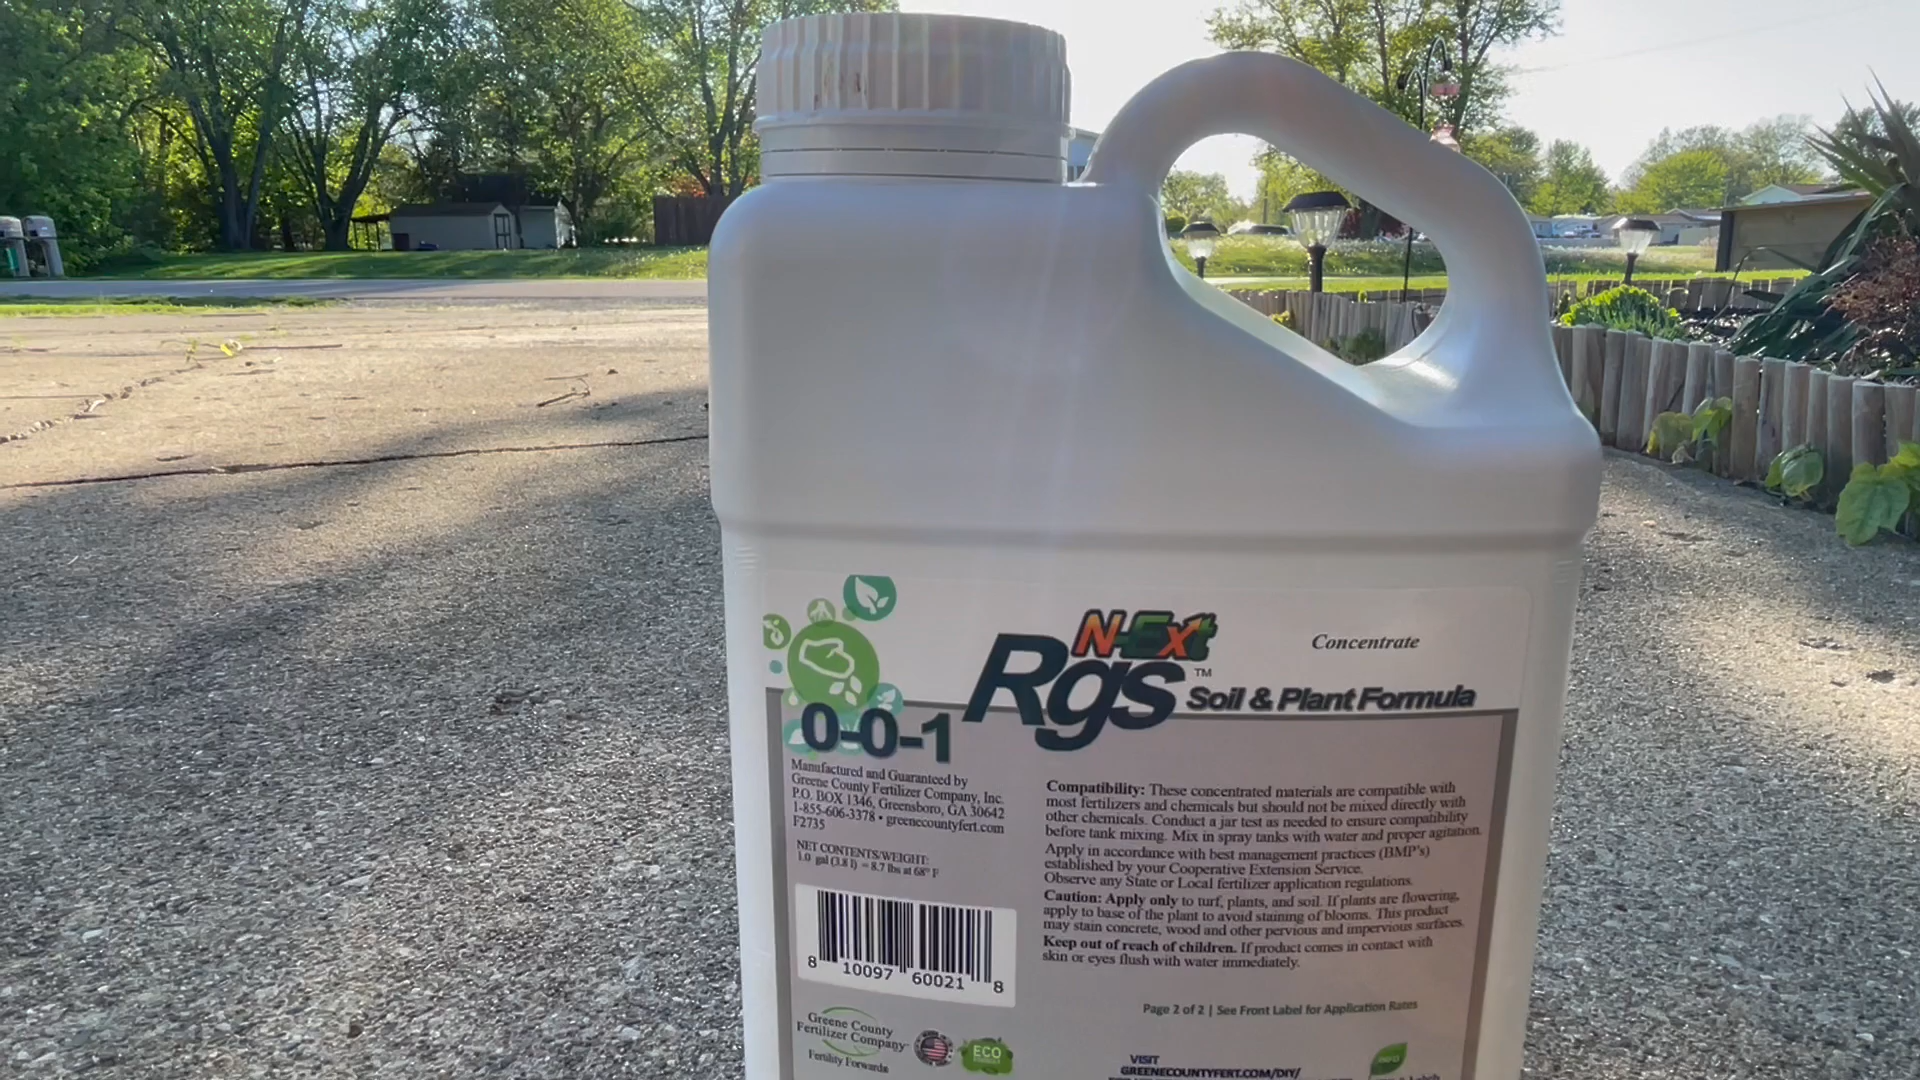 N-Ext
Rgs™ Soil & Plant Formula
Concentrate
0-0-1
Manufactured and Guaranteed by
Greene County Fertilizer Company, Inc.
P.O. BOX 1346, Greensboro, GA 30642
1-855-606-3378 • greenecountyfert.com
F2735
NET CONTENTS/WEIGHT:
1.0 gal (3.8 l) = 8.7 lbs at 68° F
8 10097 60021 8
Greene County
Fertilizer Company
Fertility Forwards
ECO
Compatibility: These concentrated materials are compatible with
most fertilizers and chemicals but should not be mixed directly with
other chemicals. Conduct a jar test as needed to ensure compatibility
before tank mixing. Mix in spray tanks with water and proper agitation.
Apply in accordance with best management practices (BMP's)
established by your Cooperative Extension Service.
Observe any State or Local fertilizer application regulations.
Caution: Apply only to turf, plants, and soil. If plants are flowering,
apply to base of the plant to avoid staining of blooms. This product
may stain concrete, wood and other pervious and impervious surfaces.
Keep out of reach of children. If product comes in contact with
skin or eyes flush with water immediately.
Page 2 of 2 | See Front Label for Application Rates
VISIT
GREENECOUNTYFERT.COM/DIY/